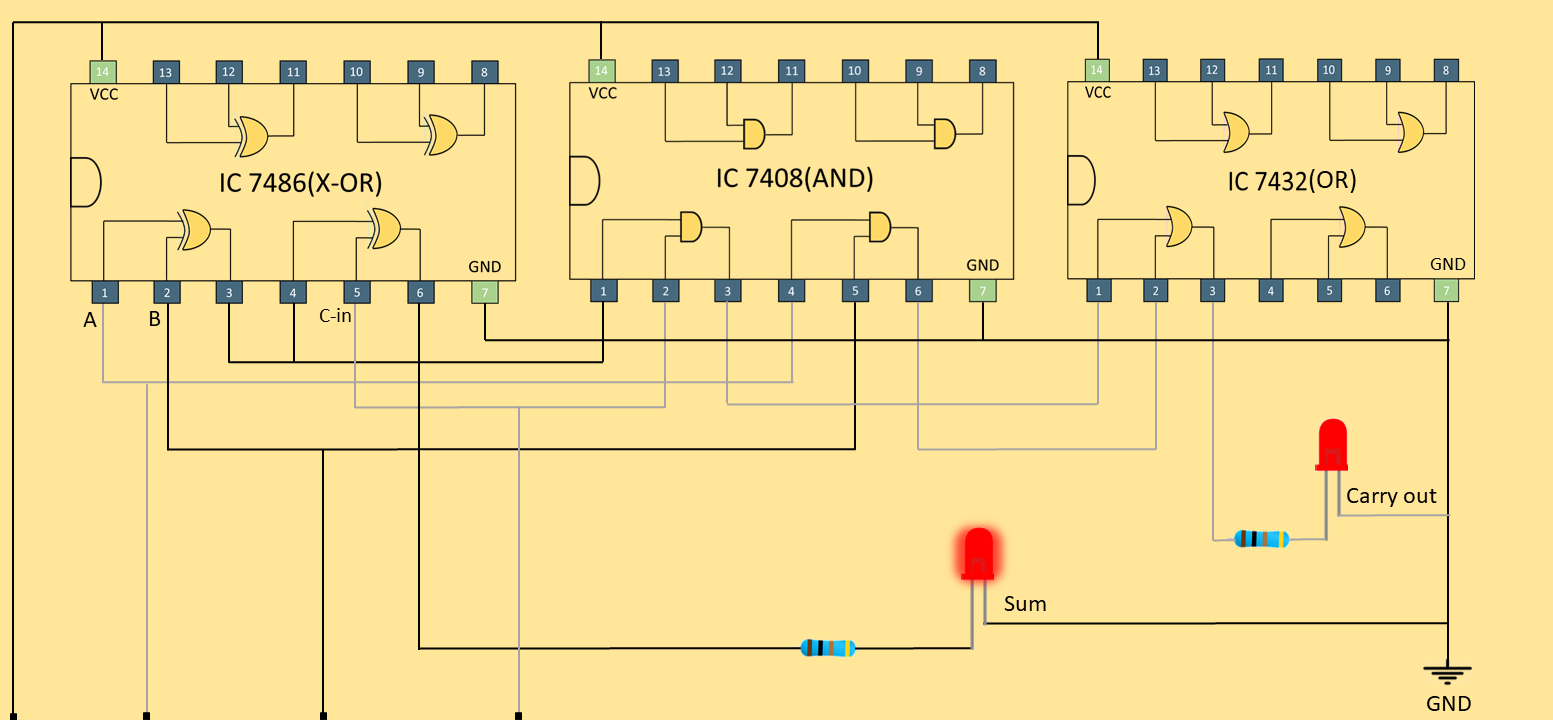 14 13 12 11 10 9 8
VCC
IC 7486(X-OR)
GND
1 2 3 4 5 6 7
A B C-in
14 13 12 11 10 9 8
VCC
IC 7408(AND)
GND
1 2 3 4 5 6 7
14 13 12 11 10 9 8
VCC
IC 7432(OR)
GND
1 2 3 4 5 6 7
Carry out
Sum
GND